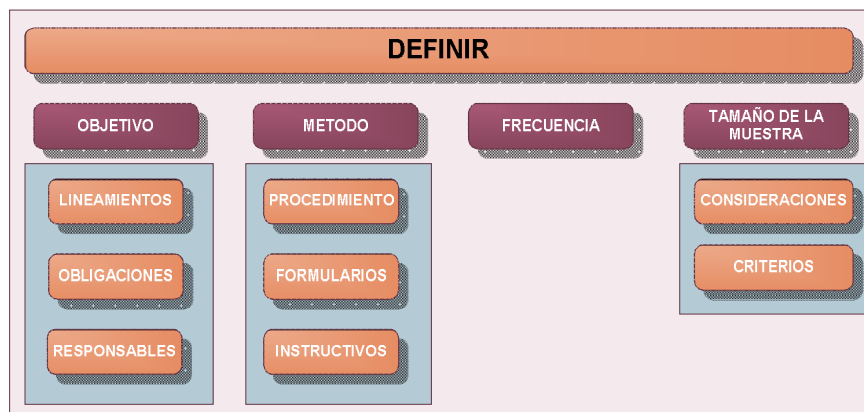 DEFINIR
OBJETIVO
METODO
FRECUENCIA
TAMAÑO DE LA
MUESTRA
LINEAMIENTOS
OBLIGACIONES
RESPONSABLES
PROCEDIMIENTO
FORMULARIOS
INSTRUCTIVOS
CONSIDERACIONES
CRITERIOS